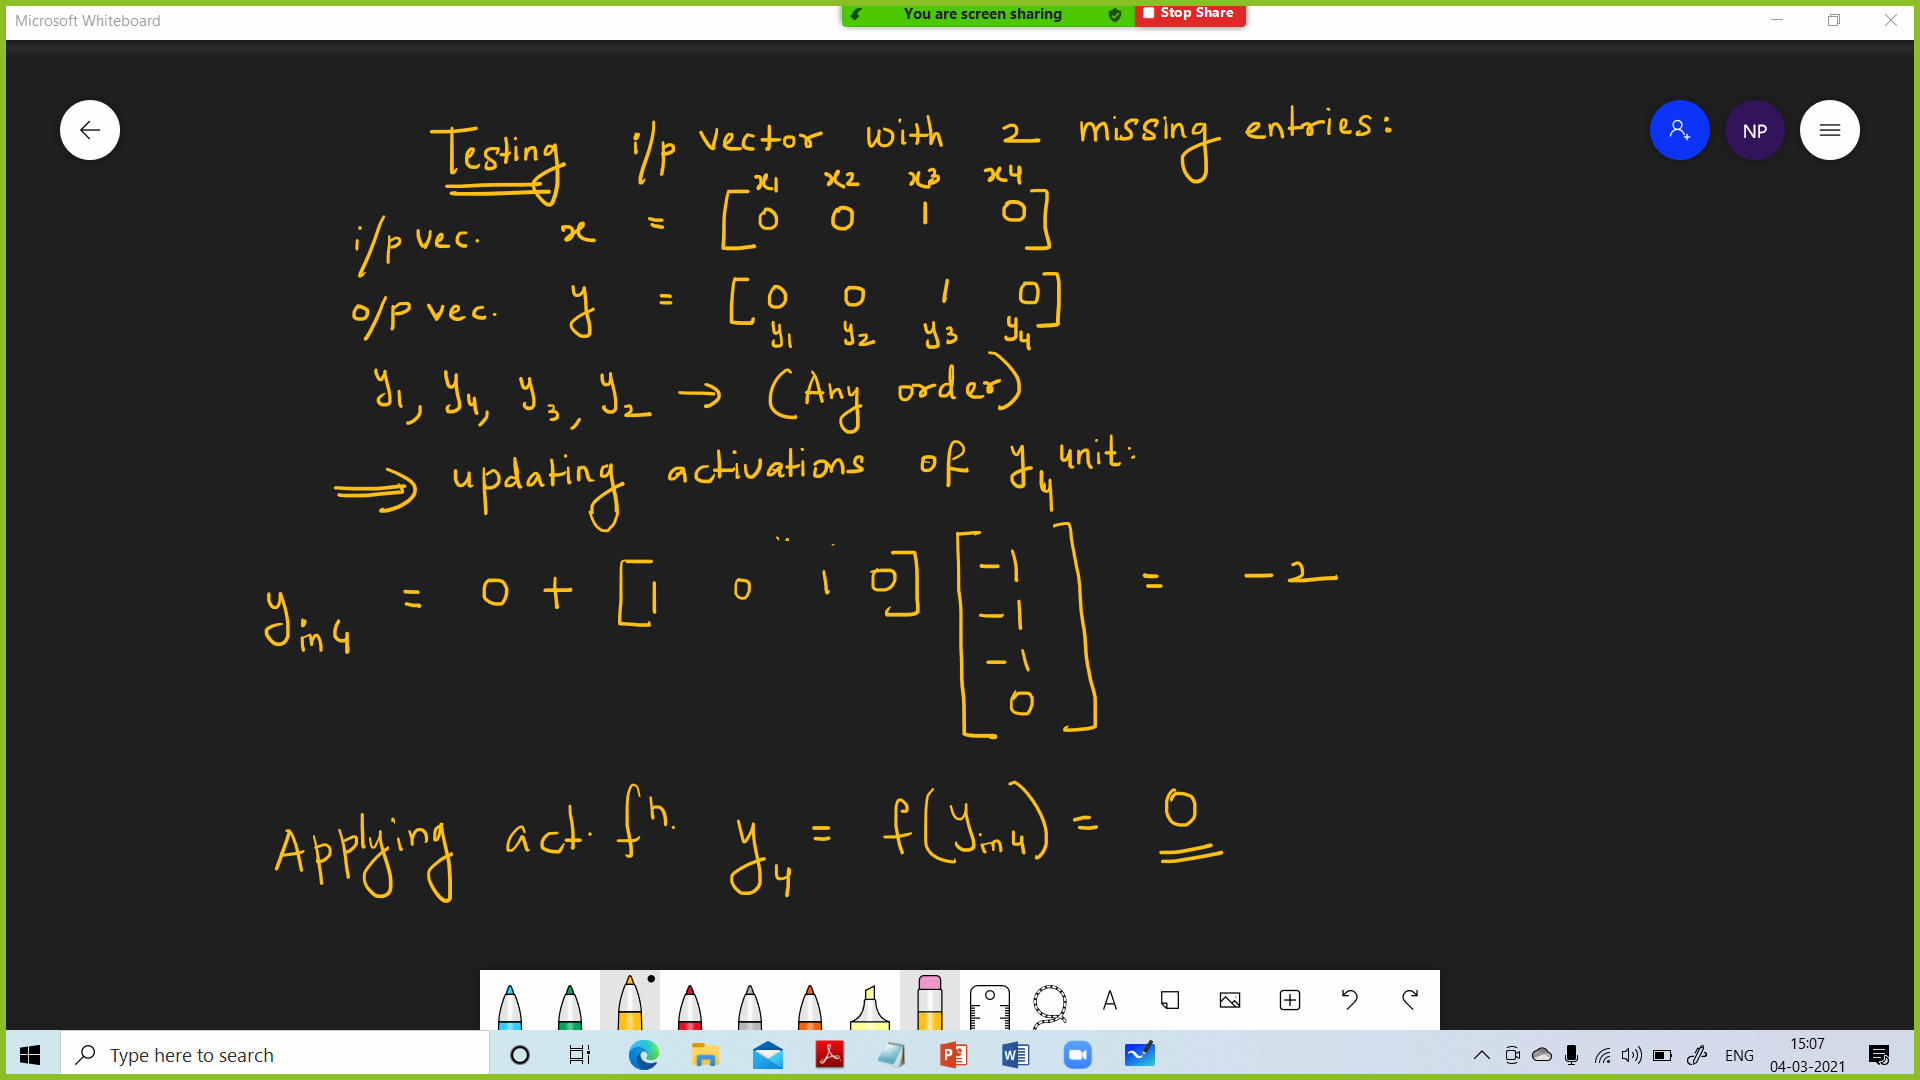 Microsoft Whiteboard
You are screen sharing
Stop Share
NP
Testing i/p vector with 2 missing entries:
x1 x2 x3 x4
i/p vec. x = [0 0 1 0]
o/p vec. y = [0 0 1 0]
y1 y2 y3 y4
y1, y4, y3, y2 → (Any order)
⇒ updating activations of y4 unit:
yin4 = 0 + [1 0 1 0] [-1 -1 -1 0] = -2
Applying act. fn. y4 = f(yin4) = 0
Type here to search
ENG
15:07
04-03-2021